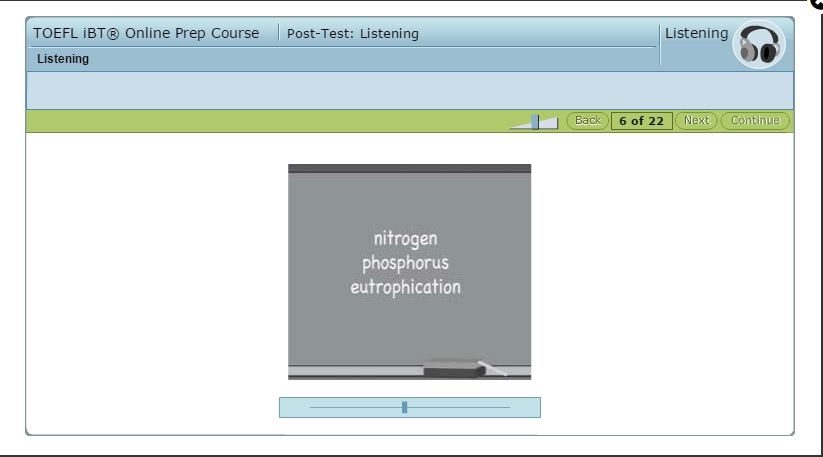 TOEFL iBT® Online Prep Course
Post-Test: Listening
Listening
Listening
Back
6 of 22
Next
Continue
nitrogen
phosphorus
eutrophication